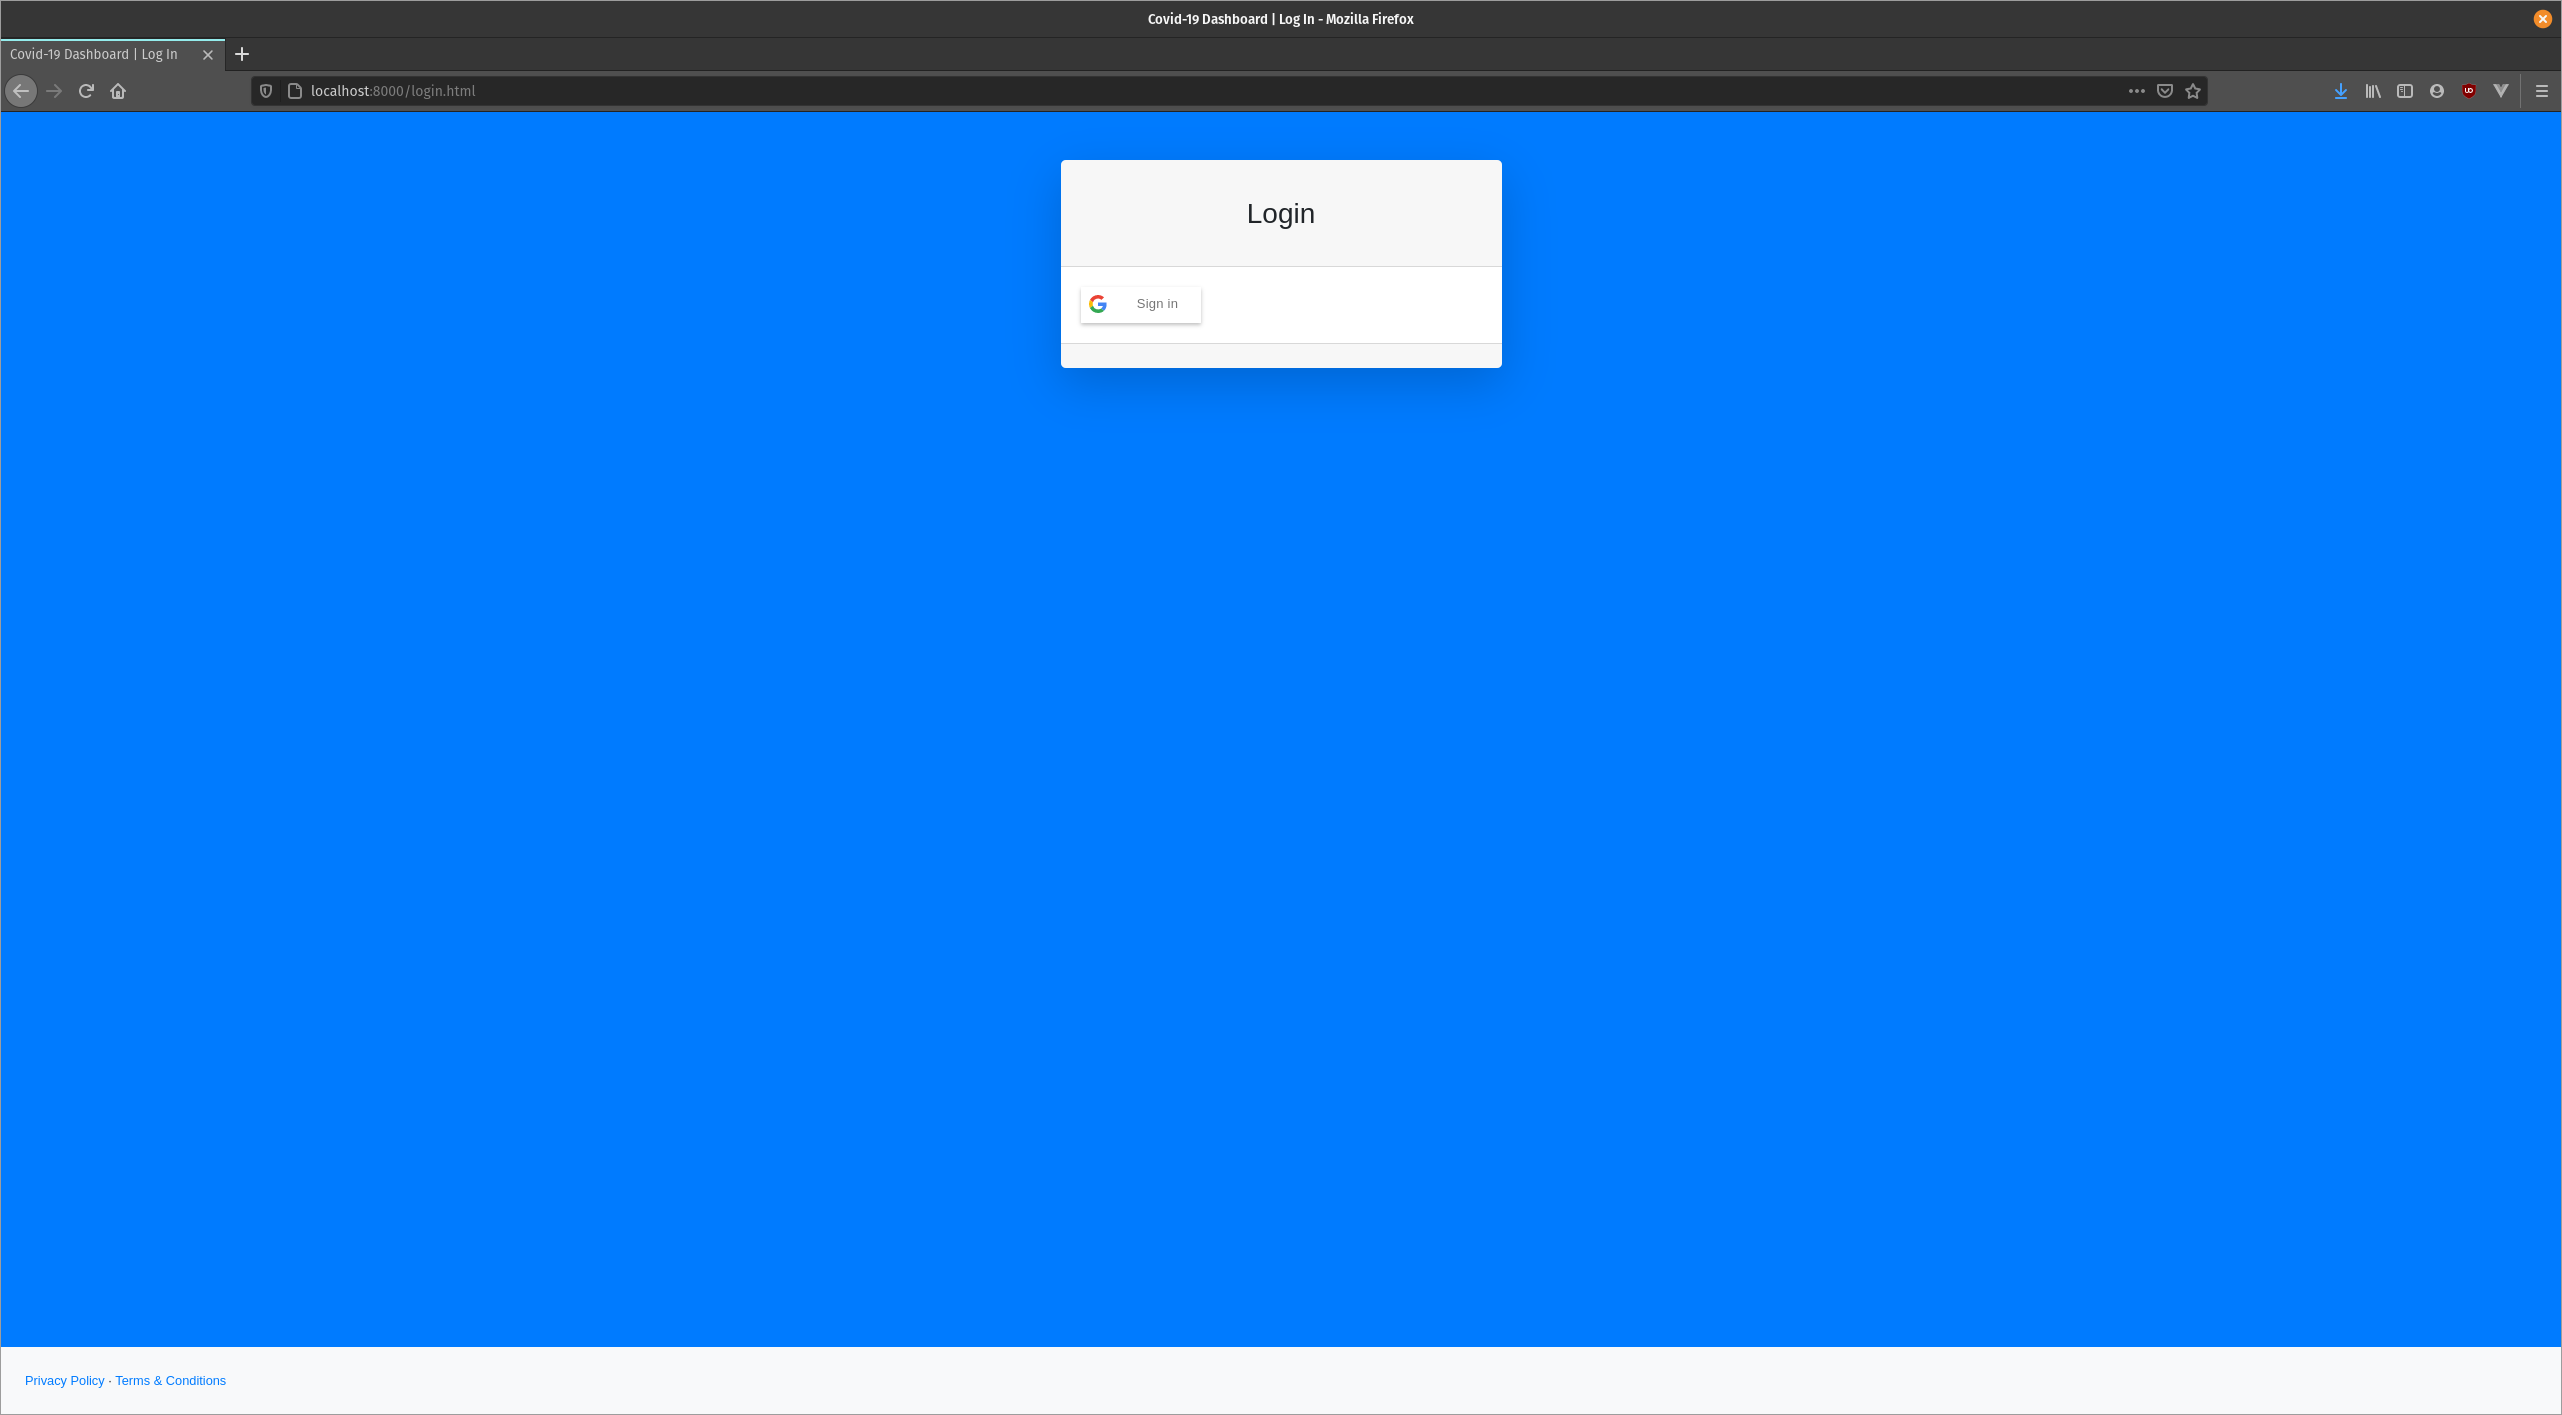 Covid-19 Dashboard | Log In - Mozilla Firefox
Covid-19 Dashboard | Log In
localhost:8000/login.html
Login
Sign in
Privacy Policy · Terms & Conditions